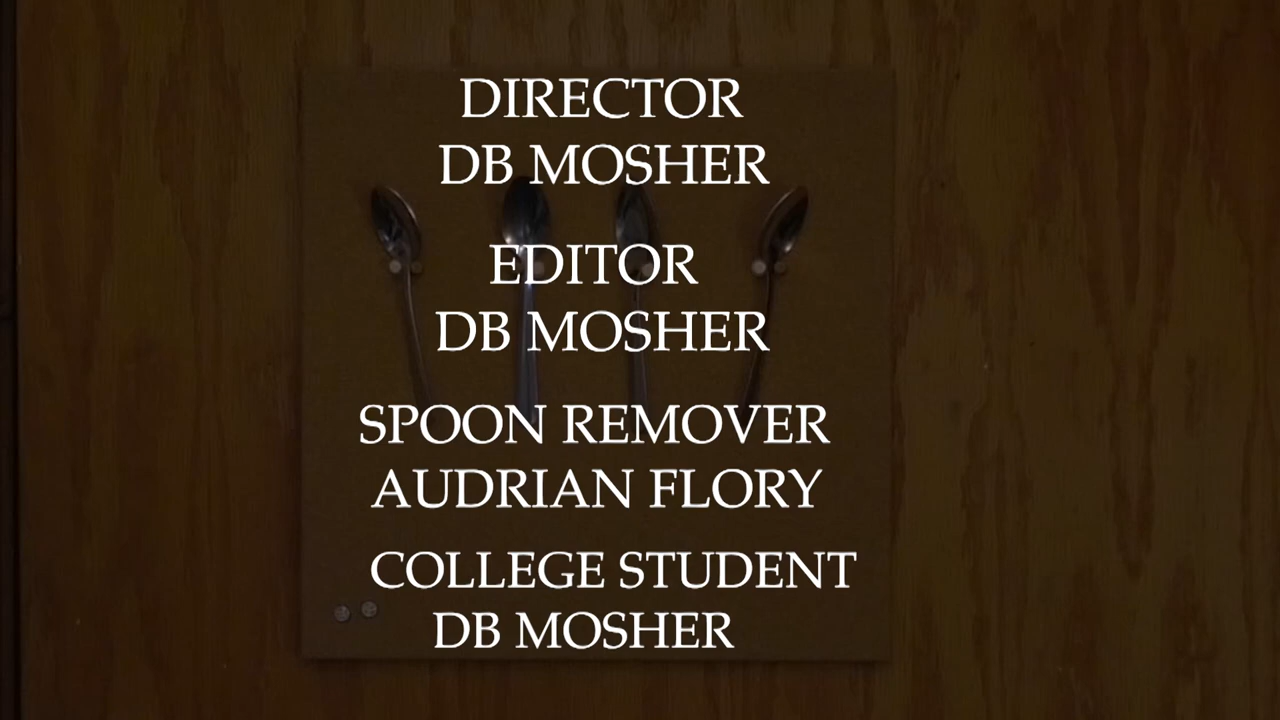 DIRECTOR
DB MOSHER
EDITOR
DB MOSHER
SPOON REMOVER
AUDRIAN FLORY
COLLEGE STUDENT
DB MOSHER